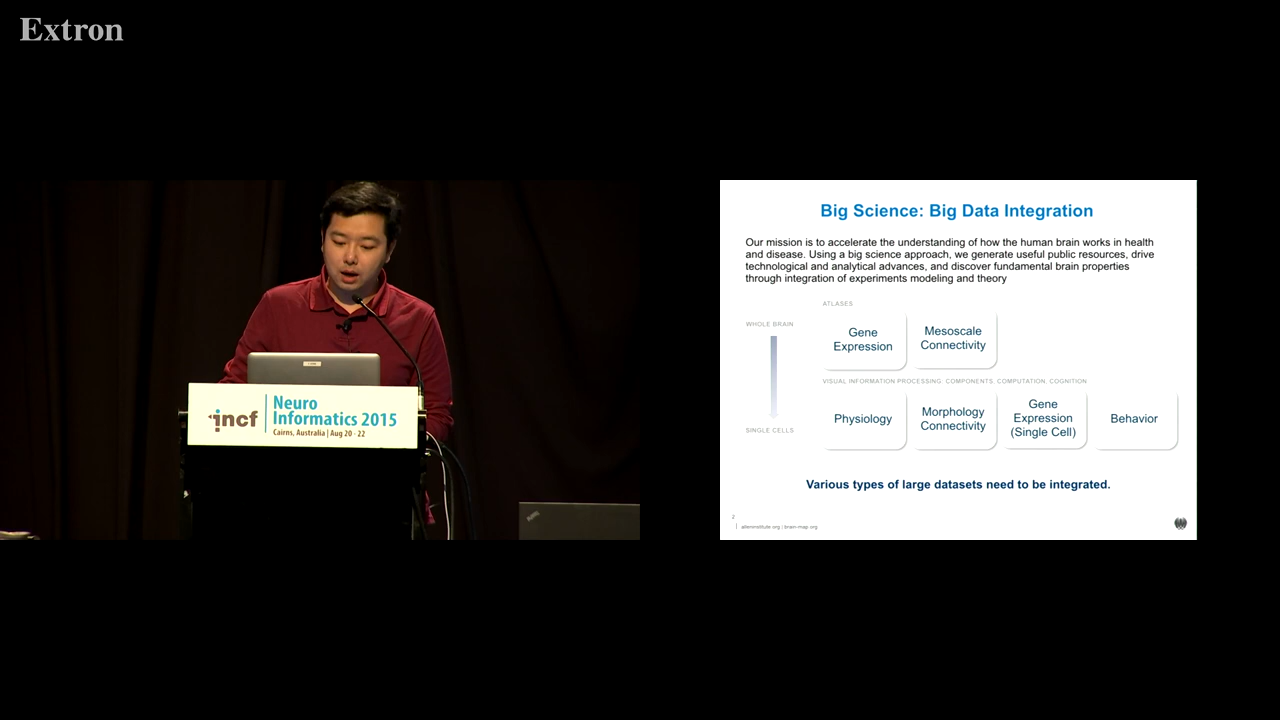 Extron
incf
Neuro
Informatics 2015
Cairns, Australia | Aug 20 - 22
Big Science: Big Data Integration
Our mission is to accelerate the understanding of how the human brain works in health
and disease. Using a big science approach, we generate useful public resources, drive
technological and analytical advances, and discover fundamental brain properties
through integration of experiments modeling and theory
ATLASES
WHOLE BRAIN
Gene
Expression
Mesoscale
Connectivity
VISUAL INFORMATION PROCESSING: COMPONENTS, COMPUTATION, COGNITION
Physiology
Morphology
Connectivity
Gene
Expression
(Single Cell)
Behavior
SINGLE CELLS
Various types of large datasets need to be integrated.
2
alleninstitute.org | brain-map.org